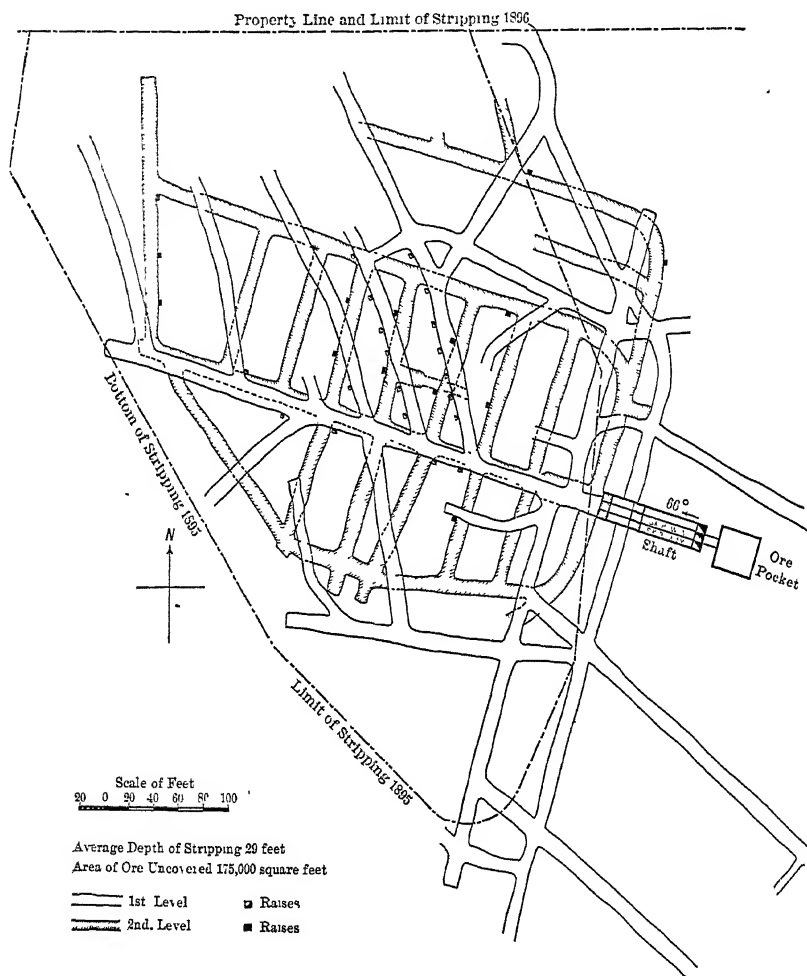 Property Line and Limit of Stripping 1896
Bottom of Stripping 1895
N
66°
Shaft
Ore
Pocket
Limit of Stripping 1895
Scale of Feet
20 0 20 40 60 80 100
Average Depth of Stripping 29 feet
Area of Ore Uncovered 175,000 square feet
1st Level
Raises
2nd. Level
Raises